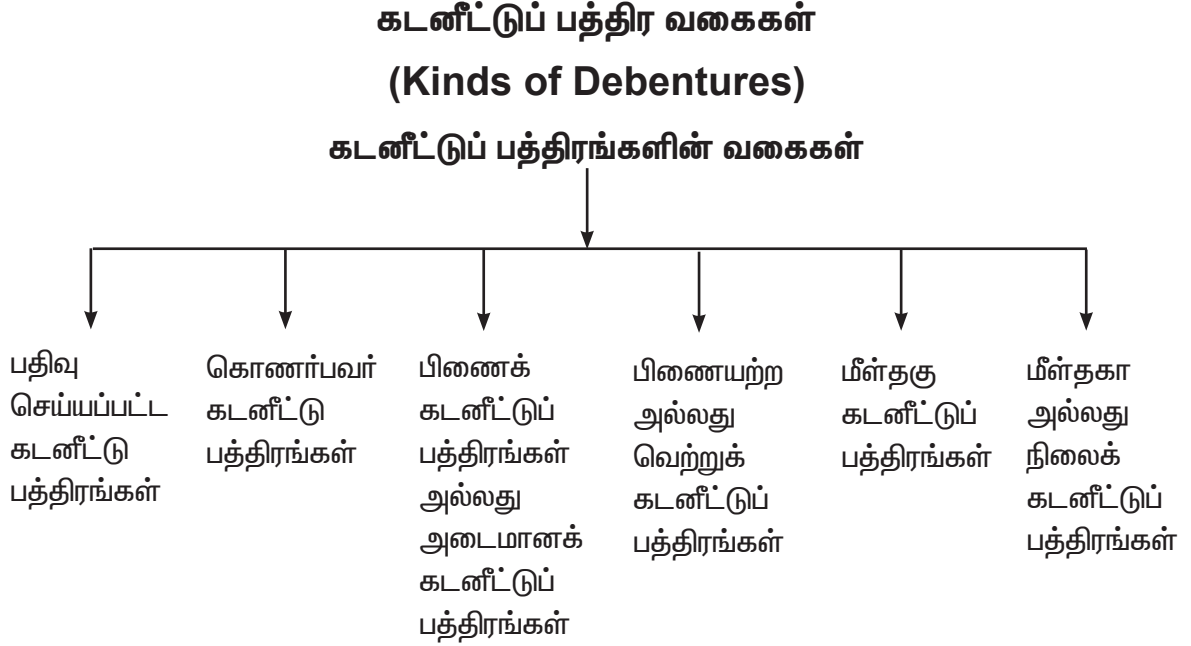 கடனீட்டுப் பத்திர வகைகள்
(Kinds of Debentures)
கடனீட்டுப் பத்திரங்களின் வகைகள்
பதிவு
செய்யப்பட்ட
கடனீட்டு
பத்திரங்கள்
கொணர்பவர்
கடனீட்டு
பத்திரங்கள்
பிணைக்
கடனீட்டுப்
பத்திரங்கள்
அல்லது
அடைமானக்
கடனீட்டுப்
பத்திரங்கள்
பிணையற்ற
அல்லது
வெற்றுக்
கடனீட்டுப்
பத்திரங்கள்
மீள்தகு
கடனீட்டுப்
பத்திரங்கள்
மீள்தகா
அல்லது
நிலைக்
கடனீட்டுப்
பத்திரங்கள்